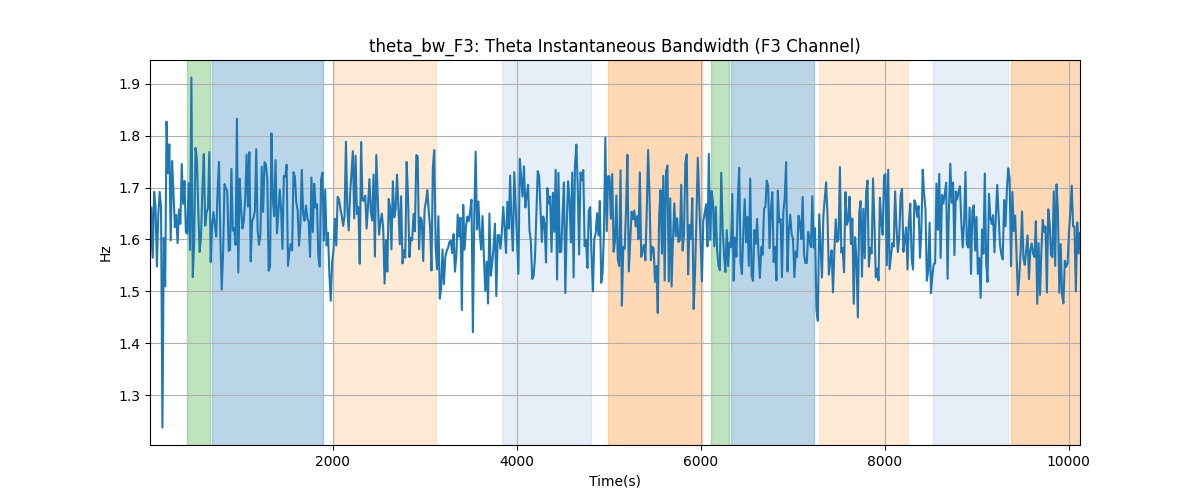 theta_bw_F3: Theta Instantaneous Bandwidth (F3 Channel)
1.9
1.8
1.7
1.6
1.5
1.4
1.3
Hz
2000 4000 6000 8000 10000
Time(s)